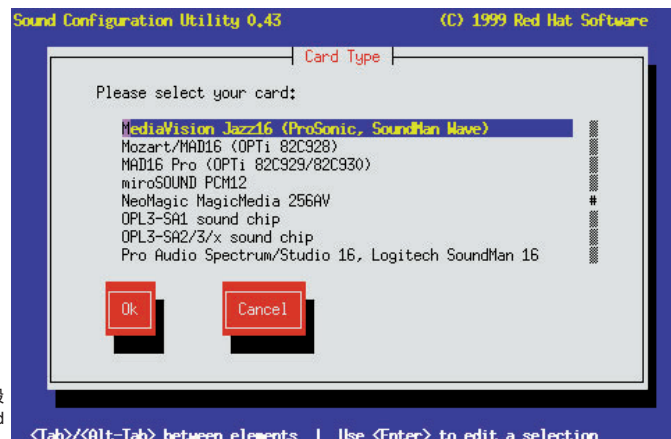 Sound Configuration Utility 0.43 (C) 1999 Red Hat Software
Card Type
Please select your card:
MediaVision Jazz16 (ProSonic, SoundMan Wave)
Mozart/MAD16 (OPTi 82C928)
MAD16 Pro (OPTi 82C929/82C930)
miroSOUND PCM12
NeoMagic MagicMedia 256AV
#
OPL3-SA1 sound chip
OPL3-SA2/3/x sound chip
Pro Audio Spectrum/Studio 16, Logitech SoundMan 16
Ok Cancel
<Tab>/<Alt-Tab> between elements | Use <Enter> to edit a selection